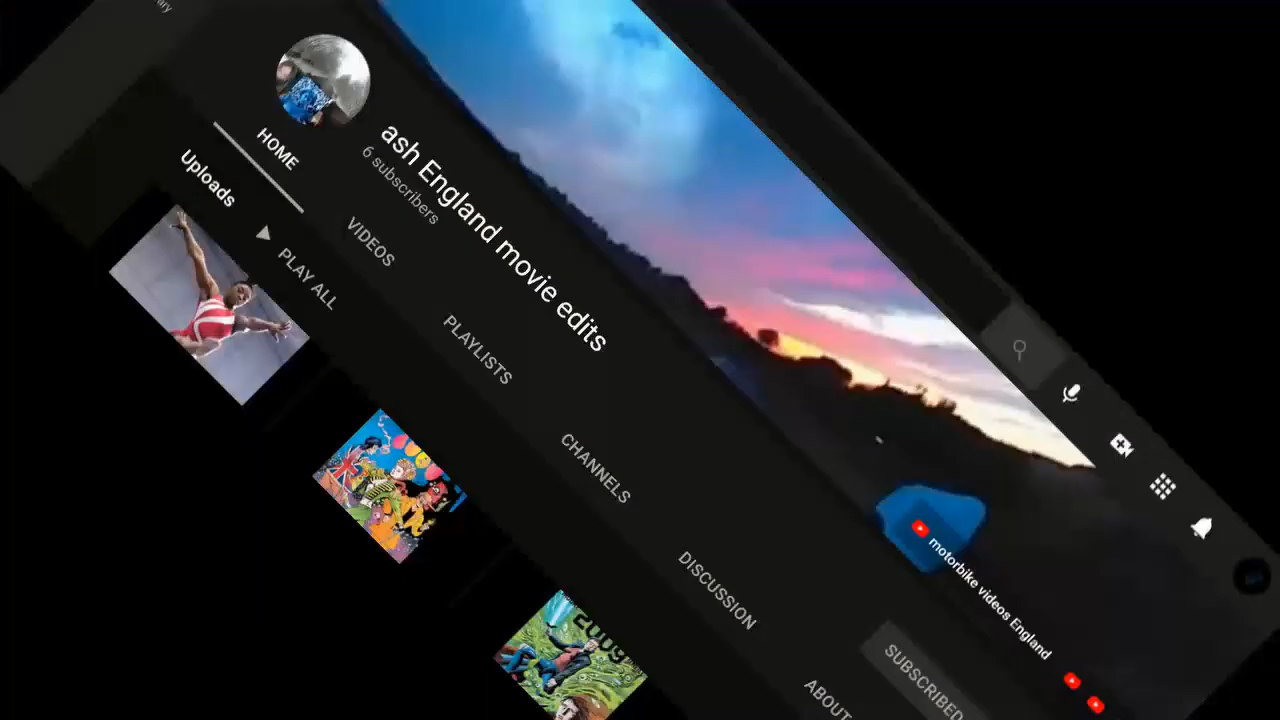 ash England movie edits
6 subscribers
HOME
VIDEOS
PLAYLISTS
CHANNELS
DISCUSSION
ABOUT
SUBSCRIBED
motorbike videos England
Uploads
PLAY ALL
2009